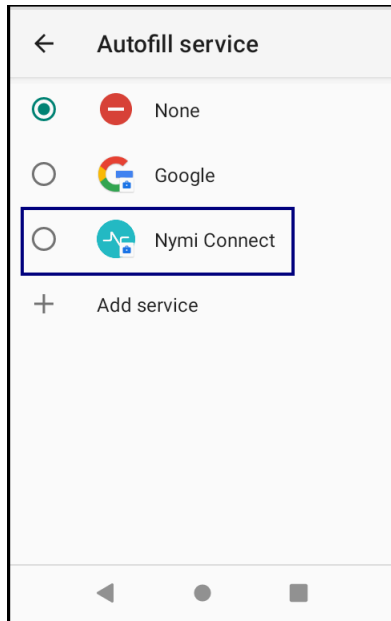 Autofill service
None
Google
Nymi Connect
Add service